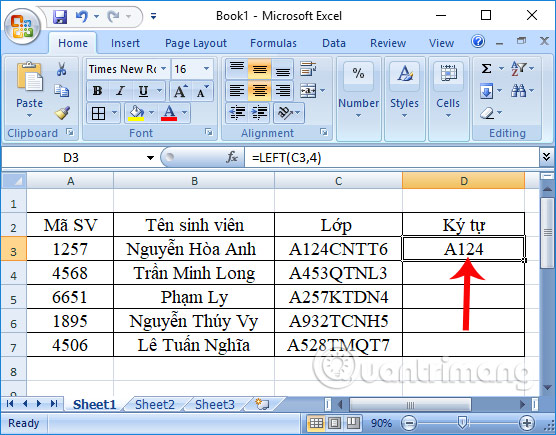 Book1 - Microsoft Excel
Home Insert Page Layout Formulas Data Review View
Paste
Times New Ro 16
B I U
A A
% Σ
Number Styles Cells
Clipboard Font Alignment Editing
D3 fx =LEFT(C3,4)
A B C D
1
2 Mã SV Tên sinh viên Lớp Ký tự
3 1257 Nguyễn Hòa Anh A124CNTT6 A124
4 4568 Trần Minh Long A453QTNL3
5 6651 Phạm Ly A257KTDN4
6 1895 Nguyễn Thúy Vy A932TCNH5
7 4506 Lê Tuấn Nghĩa A528TMQT7
8
Quantrimang
9
Sheet1 Sheet2 Sheet3
Ready 90%